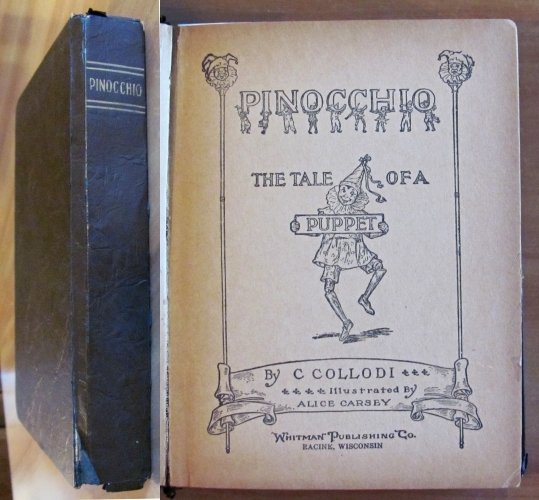 PINOCCHIO
PINOCCHIO
THE TALE OF A
PUPPET
By C COLLODI
Illustrated By
ALICE CARSEY
WHITMAN PUBLISHING CO.
RACINE, WISCONSIN